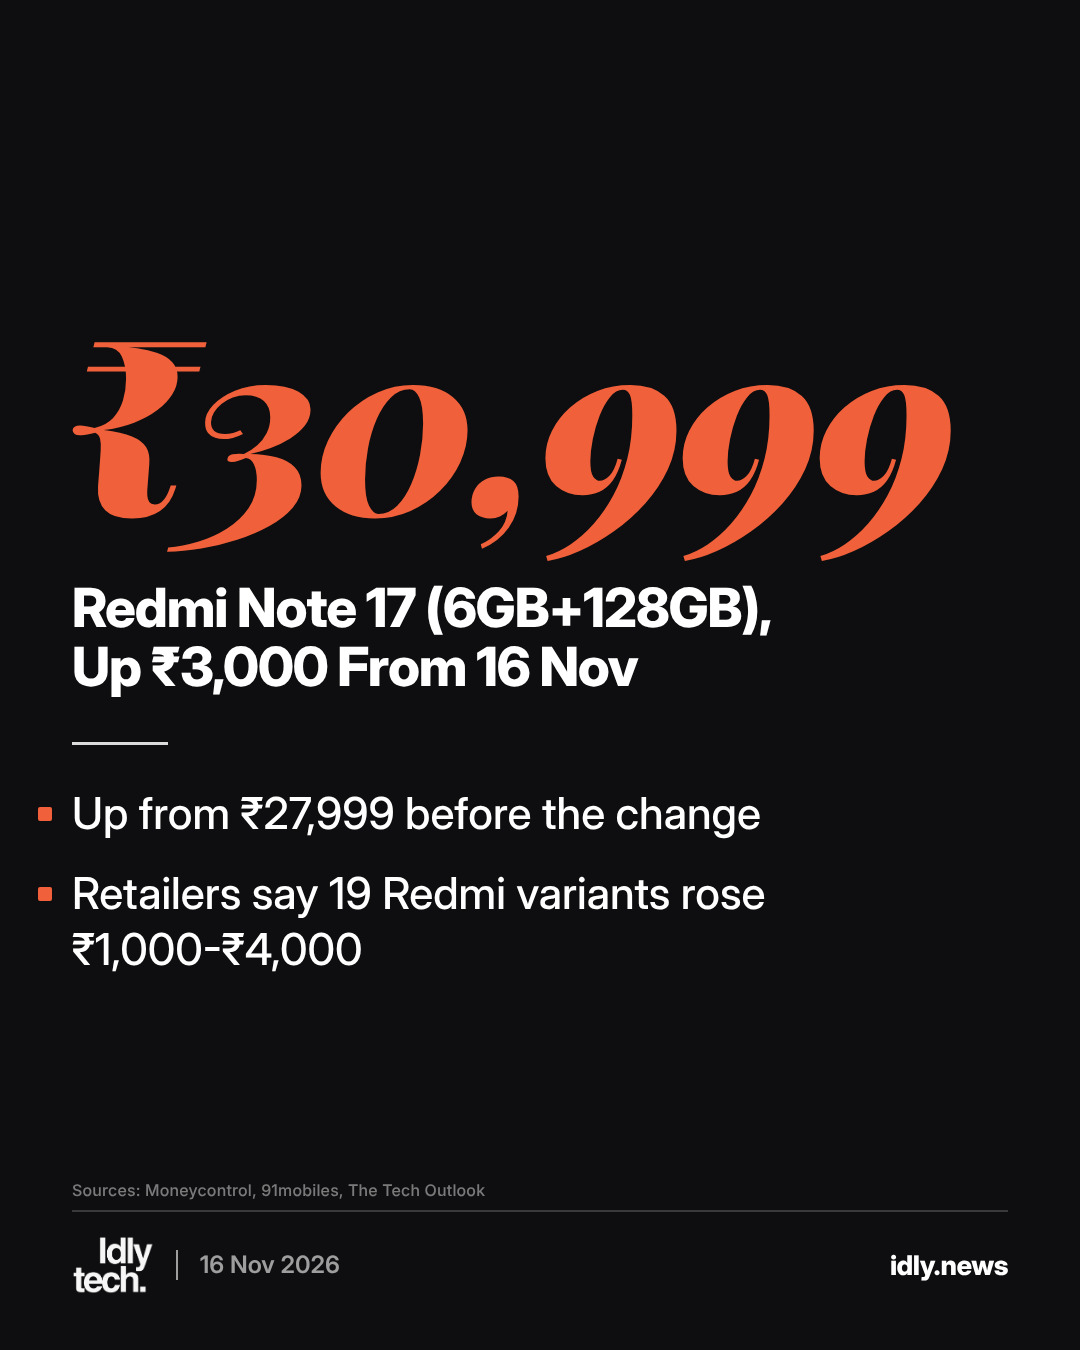 ₹30,999
Redmi Note 17 (6GB+128GB),
Up ₹3,000 From 16 Nov
Up from ₹27,999 before the change
Retailers say 19 Redmi variants rose
₹1,000-₹4,000
Sources: Moneycontrol, 91mobiles, The Tech Outlook
Idly
tech.
16 Nov 2026
idly.news